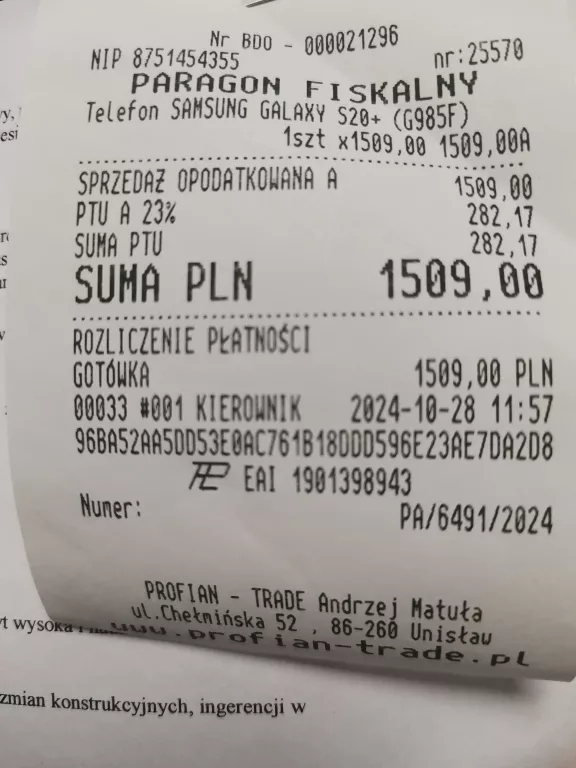 Nr BDO - 000021296
NIP 8751454355 nr:25570
PARAGON FISKALNY
Telefon SAMSUNG GALAXY S20+ (G985F)
1szt x1509,00 1509,00A
SPRZEDAŻ OPODATKOWANA A 1509,00
PTU A 23% 282,17
SUMA PTU 282,17
SUMA PLN 1509,00
ROZLICZENIE PŁATNOŚCI
GOTÓWKA 1509,00 PLN
00033 #001 KIEROWNIK 2024-10-28 11:57
96BA52AA5DD53E0AC761B18DDD596E23AE7DA2D8
EAI 1901398943
Numer: PA/6491/2024
PROFIAN - TRADE Andrzej Matuła
ul.Chełmińska 52 , 86-260 Unisław
www.profian-trade.pl
wysoka
zmian konstrukcyjnych, ingerencji w